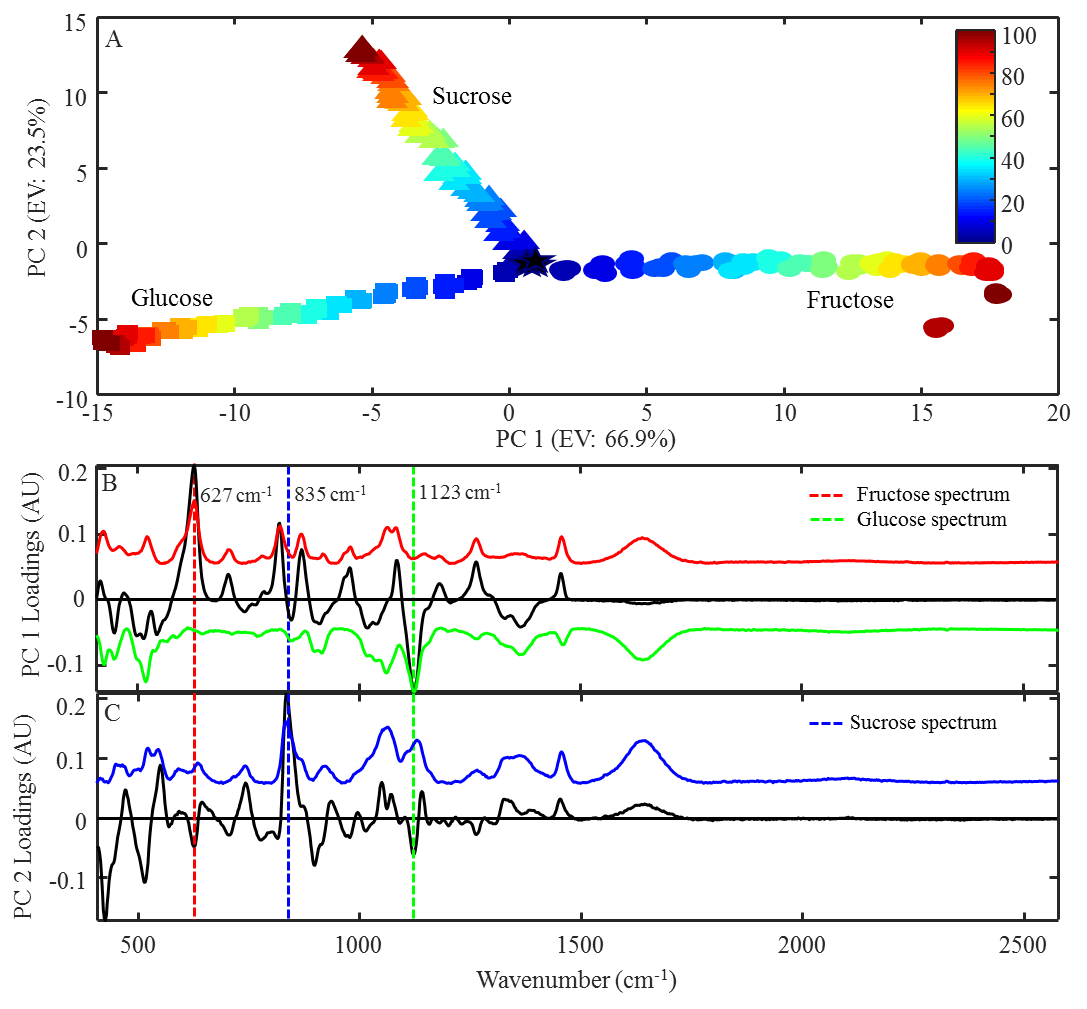 A
15
10
5
0
-5
-10
PC 2 (EV: 23.5%)
Sucrose
Glucose
Fructose
100
80
60
40
20
0
-15 -10 -5 0 5 10 15 20
PC 1 (EV: 66.9%)
B
0.2
0.1
0
-0.1
PC 1 Loadings (AU)
627 cm-1 835 cm-1 1123 cm-1
Fructose spectrum
Glucose spectrum
C
0.2
0.1
0
-0.1
PC 2 Loadings (AU)
Sucrose spectrum
500 1000 1500 2000 2500
Wavenumber (cm-1)